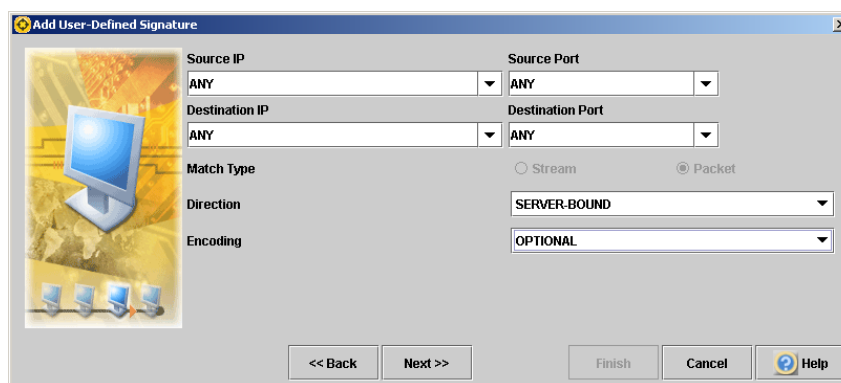 Add User-Defined Signature
Source IP Source Port
ANY ANY
Destination IP Destination Port
ANY ANY
Match Type Stream Packet
Direction SERVER-BOUND
Encoding OPTIONAL
<< Back Next >> Finish Cancel Help